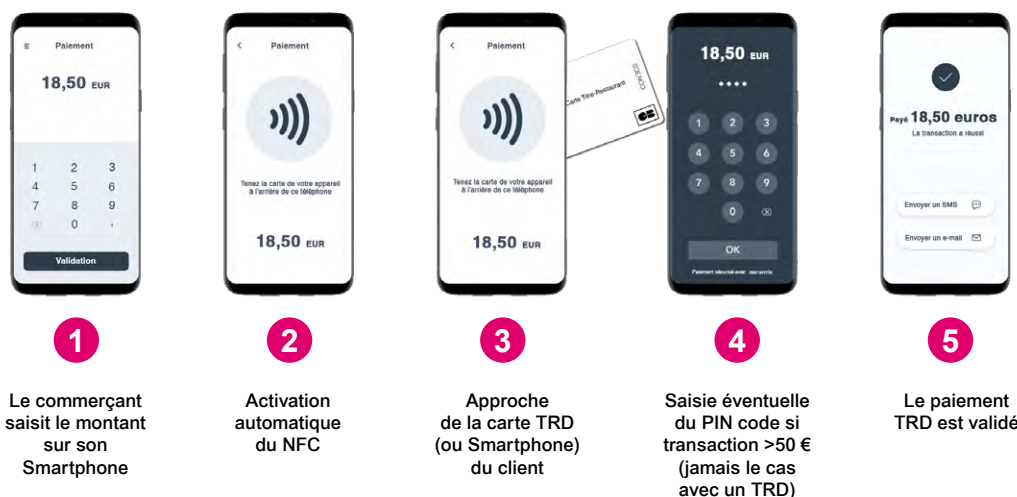 Paiement
18,50 EUR
1 2 3
4 5 6
7 8 9
0 ,
Validation
Paiement
Tenez la carte de votre appareil
à l'arrière de ce téléphone
18,50 EUR
Paiement
Tenez la carte de votre appareil
à l'arrière de ce téléphone
18,50 EUR
Carte Titre-Restaurant
CB
18,50 EUR
1 2 3
4 5 6
7 8 9
0
OK
Paiement sécurisé avec
Payé 18,50 euros
La transaction a réussi
Envoyer un SMS
Envoyer un e-mail
1
Le commerçant
saisit le montant
sur son
Smartphone
2
Activation
automatique
du NFC
3
Approche
de la carte TRD
(ou Smartphone)
du client
4
Saisie éventuelle
du PIN code si
transaction >50 €
(jamais le cas
avec un TRD)
5
Le paiement
TRD est validé